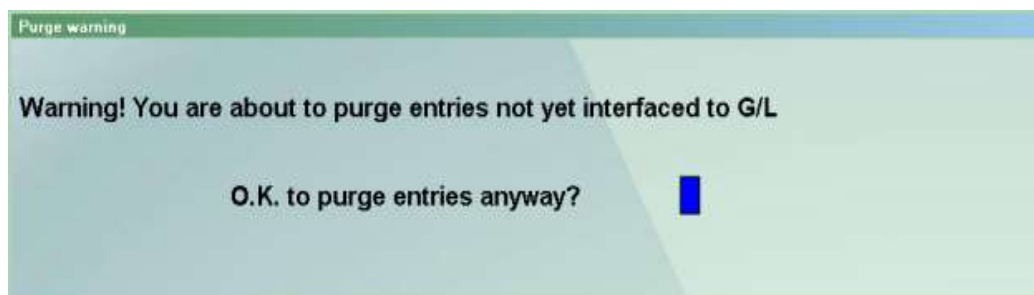 Purge warning
Warning! You are about to purge entries not yet interfaced to G/L
O.K. to purge entries anyway?